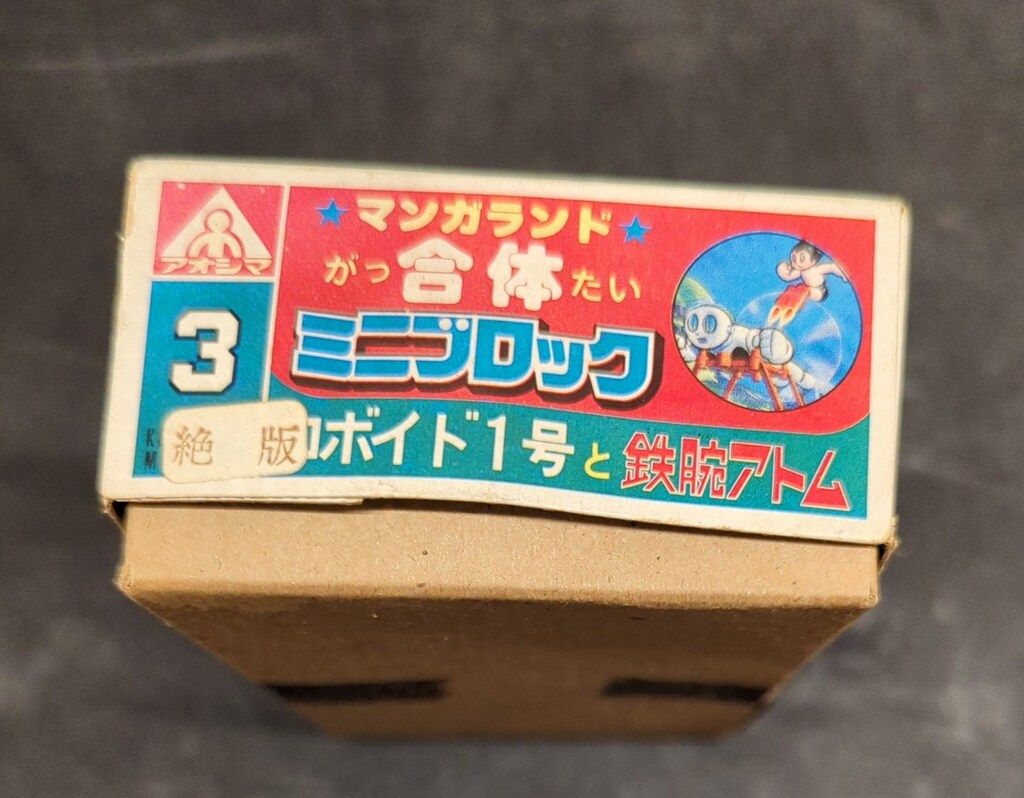 アオシマ
★マンガランド★
がっ合体たい
ミニブロック
3
絶版
ロボイド1号と鉄腕アトム
K
M